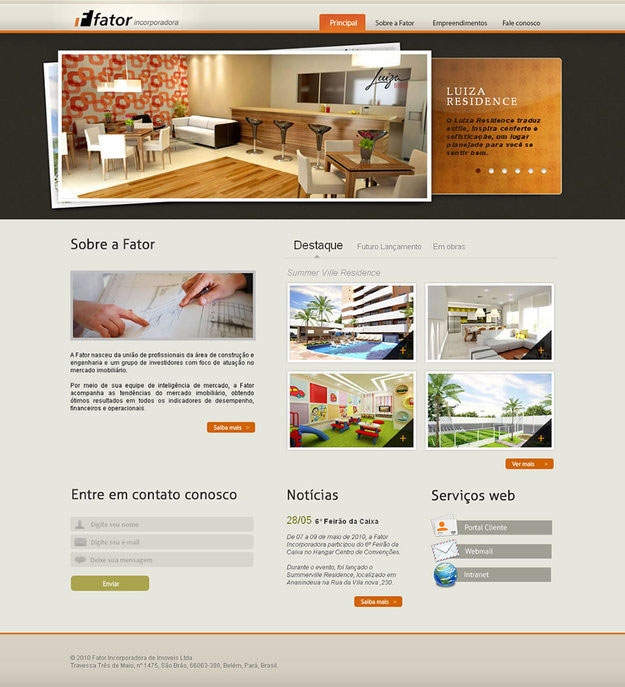 fator incorporadora
Principal
Sobre a Fator
Empreendimentos
Fale conosco
Luiza
LUIZA
RESIDENCE
O Luiza Residence traduz
estilo, inspira conforto e
sofisticação, um lugar
planejado para você se
sentir bem.
Sobre a Fator
A Fator nasceu da união de profissionais da área de construção e
engenharia e um grupo de investidores com foco de atuação no
mercado imobiliário.
Por meio de sua equipe de inteligência de mercado, a Fator
acompanha as tendências do mercado imobiliário, obtendo
ótimos resultados em todos os indicadores de desempenho,
financeiros e operacionais.
Saiba mais >
Destaque
Futuro Lançamento
Em obras
Summer Ville Residence
+
+
+
+
Ver mais >
Entre em contato conosco
Digite seu nome
Digite seu e-mail
Deixe sua mensagem
Enviar
Notícias
28/05 6º Feirão da Caixa
De 07 a 09 de maio de 2010, a Fator
Incorporadora participou do 6º Feirão da
Caixa no Hangar Centro de Convenções.
Durante o evento, foi lançado o
Summerville Residence, localizado em
Ananindeua na Rua da Vila nova ,230.
Saiba mais >
Serviços web
Portal Cliente
Webmail
Intranet
© 2010 Fator Incorporadora de Imoveis Ltda.
Travessa Três de Maio, nº 1475, São Brás, 66063-388, Belém, Pará, Brasil.